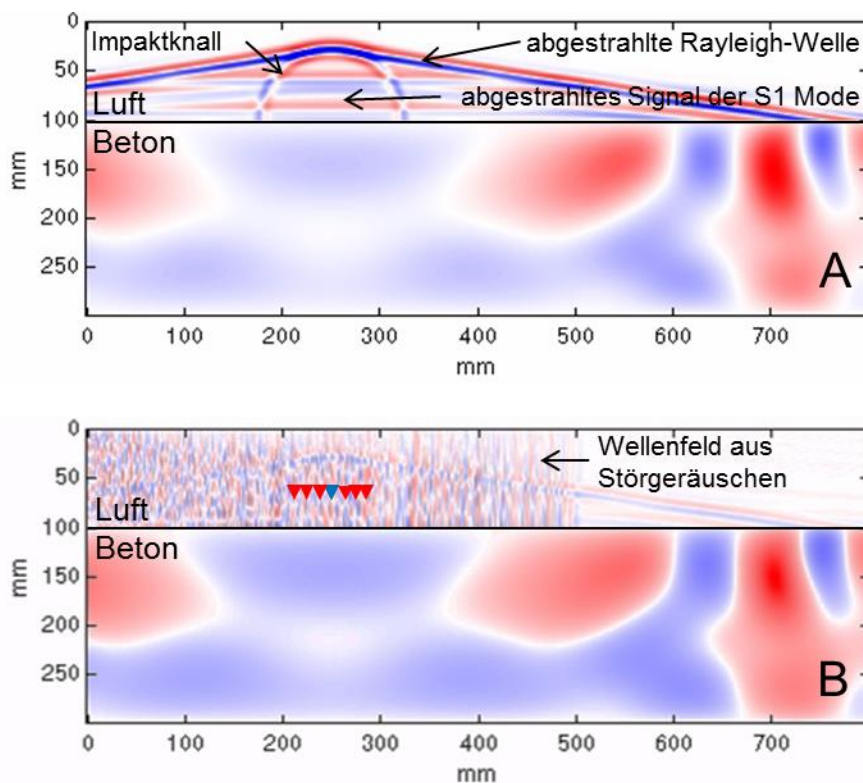 0
Impaktknall
abgestrahlte Rayleigh-Welle
50
abgestrahltes Signal der S1 Mode
Luft
100
Beton
mm
150
200
250
A
0 100 200 300 400 500 600 700
mm
0
Wellenfeld aus
Störgeräuschen
50
Luft
100
Beton
mm
150
200
250
B
0 100 200 300 400 500 600 700
mm